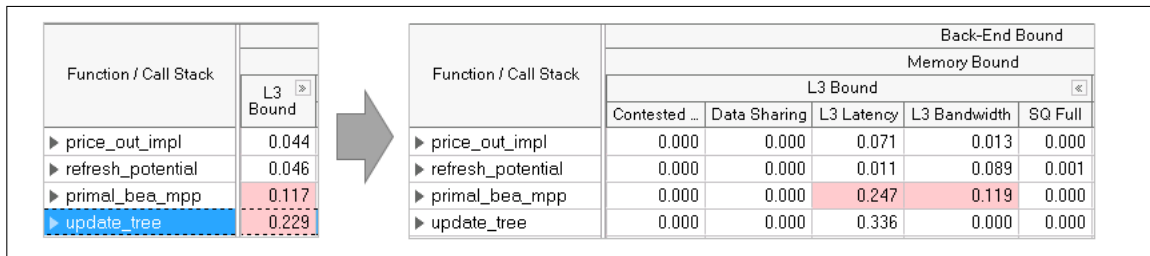 Function / Call Stack
L3
Bound
price_out_impl 0.044
refresh_potential 0.046
primal_bea_mpp 0.117
update_tree 0.229
Back-End Bound
Memory Bound
Function / Call Stack
L3 Bound
Contested ... Data Sharing L3 Latency L3 Bandwidth SQ Full
price_out_impl 0.000 0.000 0.071 0.013 0.000
refresh_potential 0.000 0.000 0.011 0.089 0.001
primal_bea_mpp 0.000 0.000 0.247 0.119 0.000
update_tree 0.000 0.000 0.336 0.000 0.000